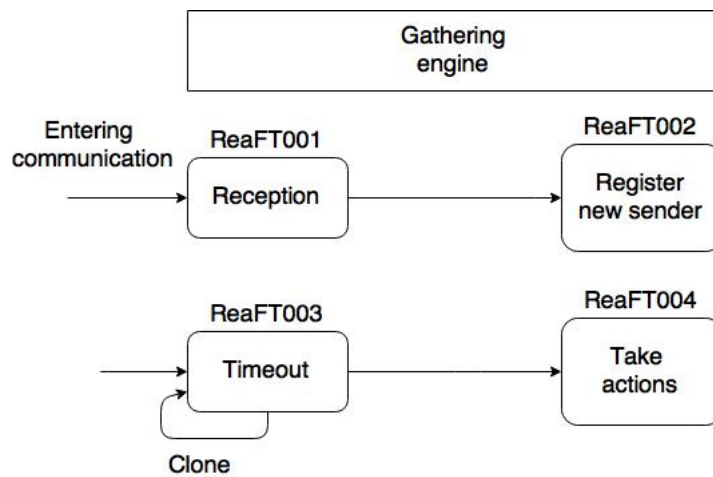 Gathering
engine
Entering
communication
ReaFT001
Reception
ReaFT002
Register
new sender
ReaFT003
Timeout
Clone
ReaFT004
Take
actions